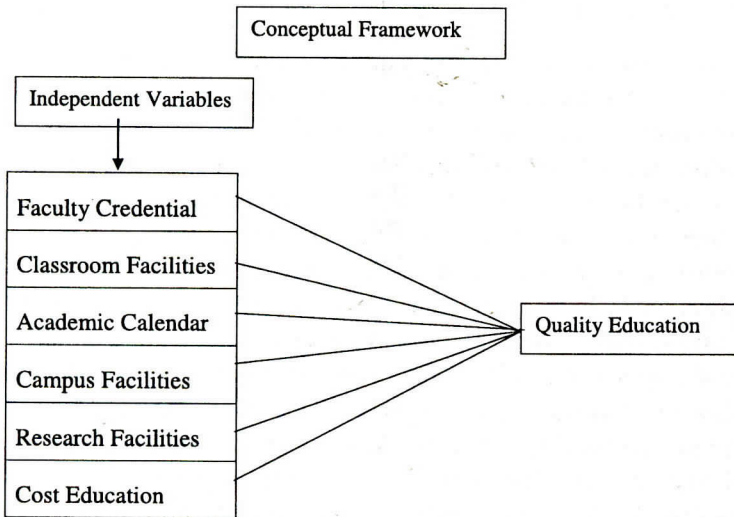 Conceptual Framework
Independent Variables
Faculty Credential
Classroom Facilities
Academic Calendar
Campus Facilities
Research Facilities
Cost Education
Quality Education